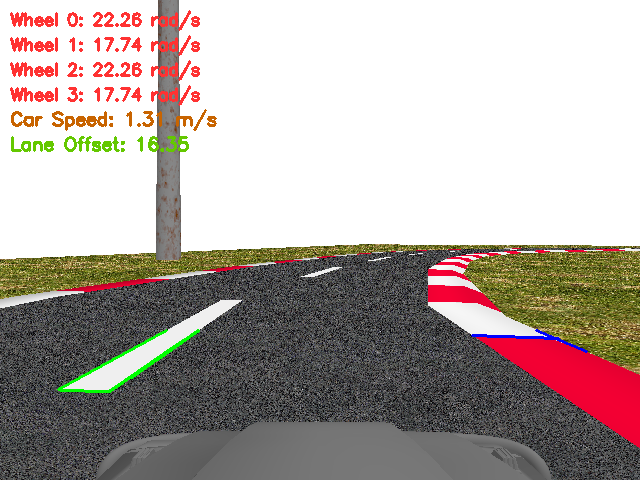 Wheel 0: 22.26 rad/s
Wheel 1: 17.74 rad/s
Wheel 2: 22.26 rad/s
Wheel 3: 17.74 rad/s
Car Speed: 1.31 m/s
Lane Offset: 16.35